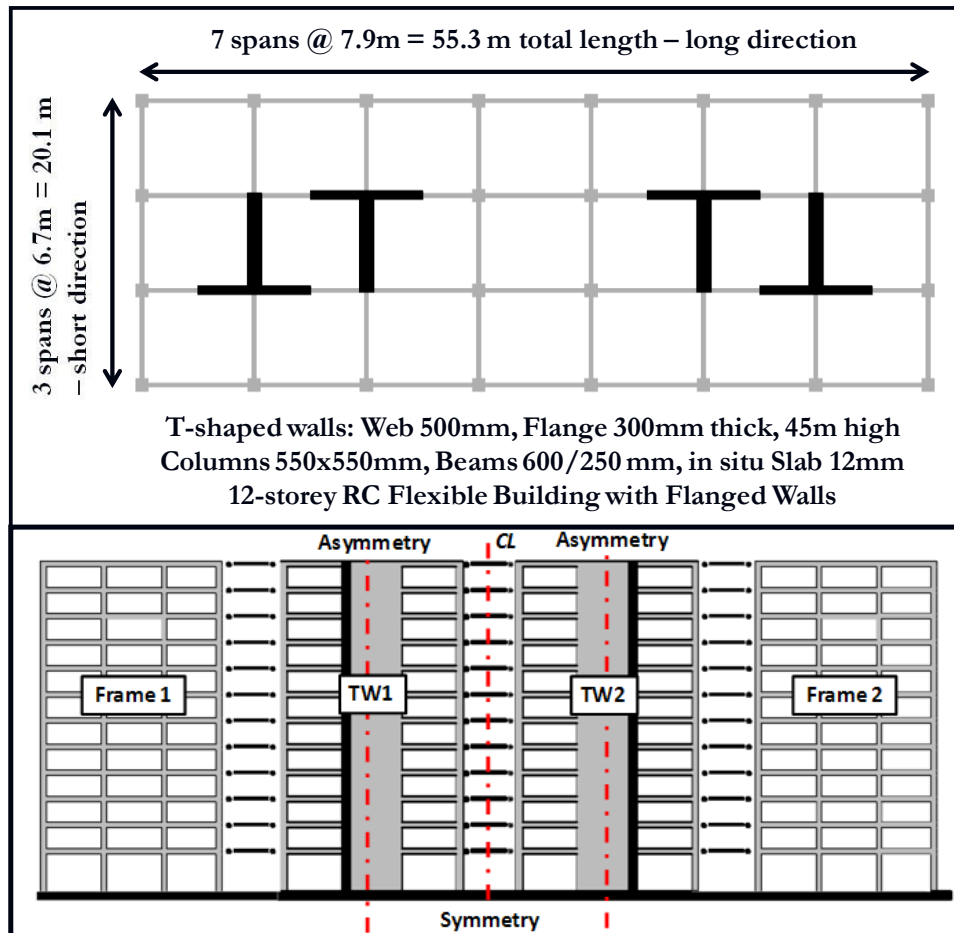 7 spans @ 7.9m = 55.3 m total length – long direction
3 spans @ 6.7m = 20.1 m
– short direction
T-shaped walls: Web 500mm, Flange 300mm thick, 45m high
Columns 550x550mm, Beams 600/250 mm, in situ Slab 12mm
12-storey RC Flexible Building with Flanged Walls
Asymmetry CL Asymmetry
Frame 1 TW1 TW2 Frame 2
Symmetry